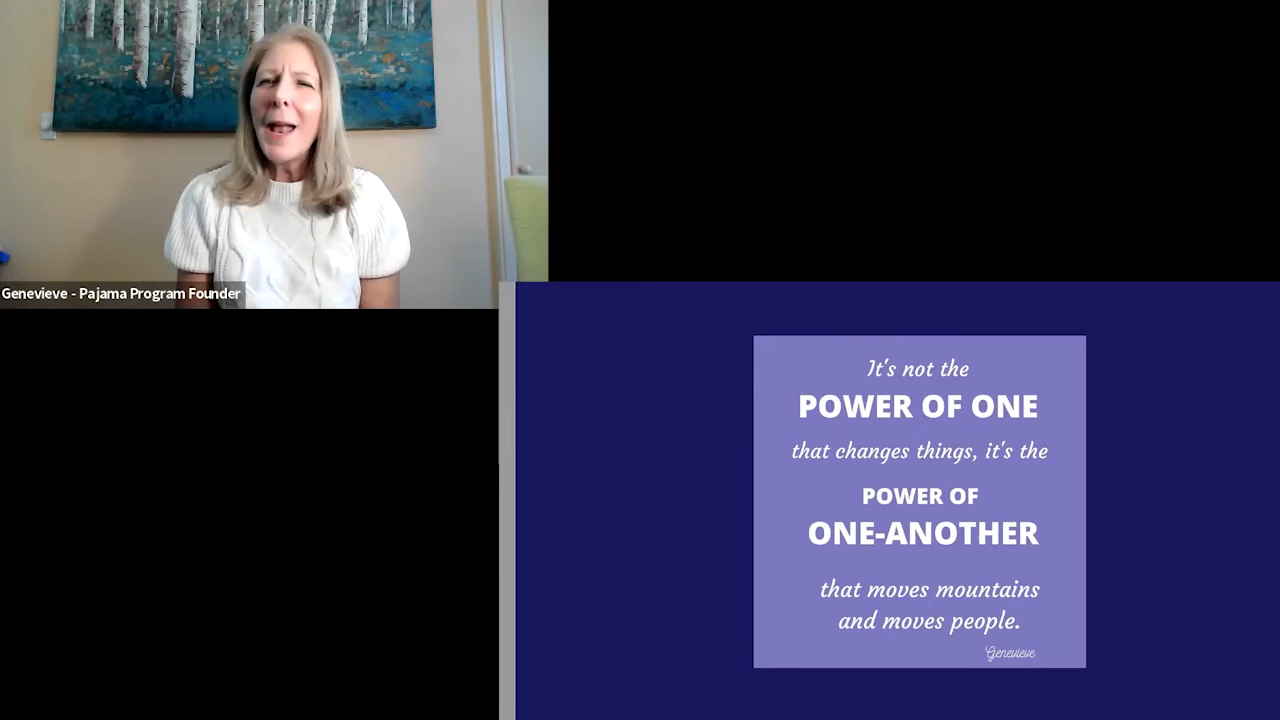 Genevieve - Pajama Program Founder
It's not the
POWER OF ONE
that changes things, it's the
POWER OF
ONE-ANOTHER
that moves mountains
and moves people.
Genevieve